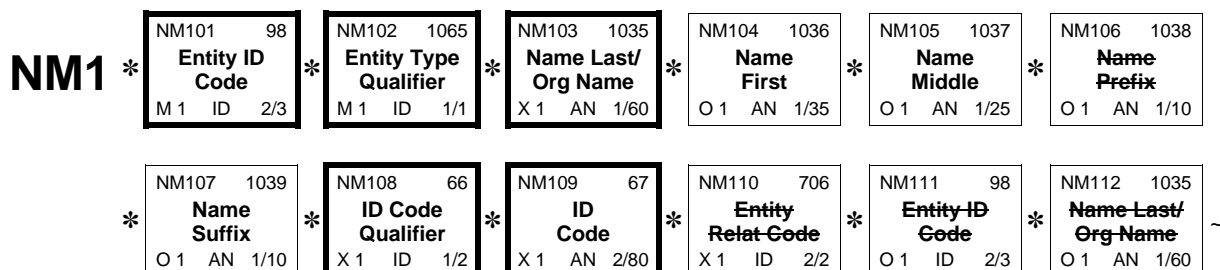 NM101 98 NM102 1065 NM103 1035 NM104 1036 NM105 1037 NM106 1038
NM1 * Entity ID Code * Entity Type Qualifier * Name Last/ Org Name * Name First * Name Middle * Name Prefix
M 1 ID 2/3 M 1 ID 1/1 X 1 AN 1/60 O 1 AN 1/35 O 1 AN 1/25 O 1 AN 1/10
NM107 1039 NM108 66 NM109 67 NM110 706 NM111 98 NM112 1035
* Name Suffix * ID Code Qualifier * ID Code * Entity Relat Code * Entity ID Code * Name Last/ Org Name ~
O 1 AN 1/10 X 1 ID 1/2 X 1 AN 2/80 X 1 ID 2/2 O 1 ID 2/3 O 1 AN 1/60